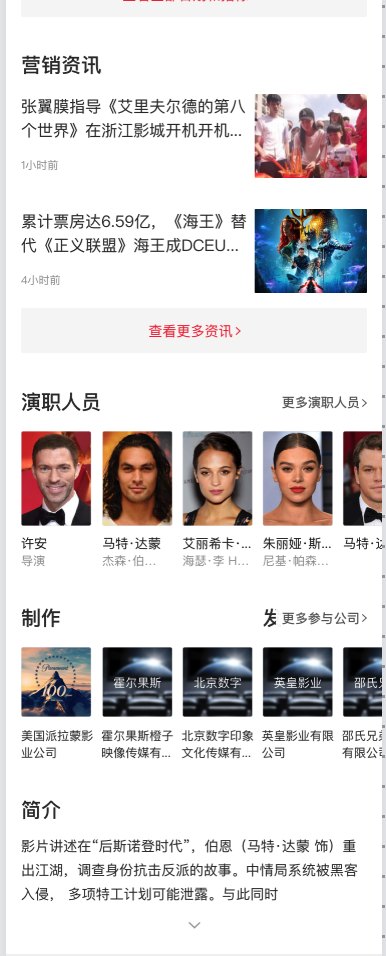 营销资讯
张翼膜指导《艾里夫尔德的第八
个世界》在浙江影城开机开机...
1小时前
累计票房达6.59亿，《海王》替
代《正义联盟》海王成DCEU...
4小时前
查看更多资讯
演职人员
更多演职人员
许安
导演
马特·达蒙
杰森·伯...
艾丽希卡·...
海瑟·李 H...
朱丽娅·斯...
尼基·帕森...
马特·达
制作
发
更多参与公司
Paramount
100
霍尔果斯
北京数字
英皇影业
邵氏兄
美国派拉蒙影
业公司
霍尔果斯橙子
映像传媒有...
北京数字印象
文化传媒有...
英皇影业有限
公司
邵氏兄弟
有限公司
简介
影片讲述在“后斯诺登时代”，伯恩（马特·达蒙 饰）重
出江湖，调查身份抗击反派的故事。中情局系统被黑客
入侵， 多项特工计划可能泄露。与此同时